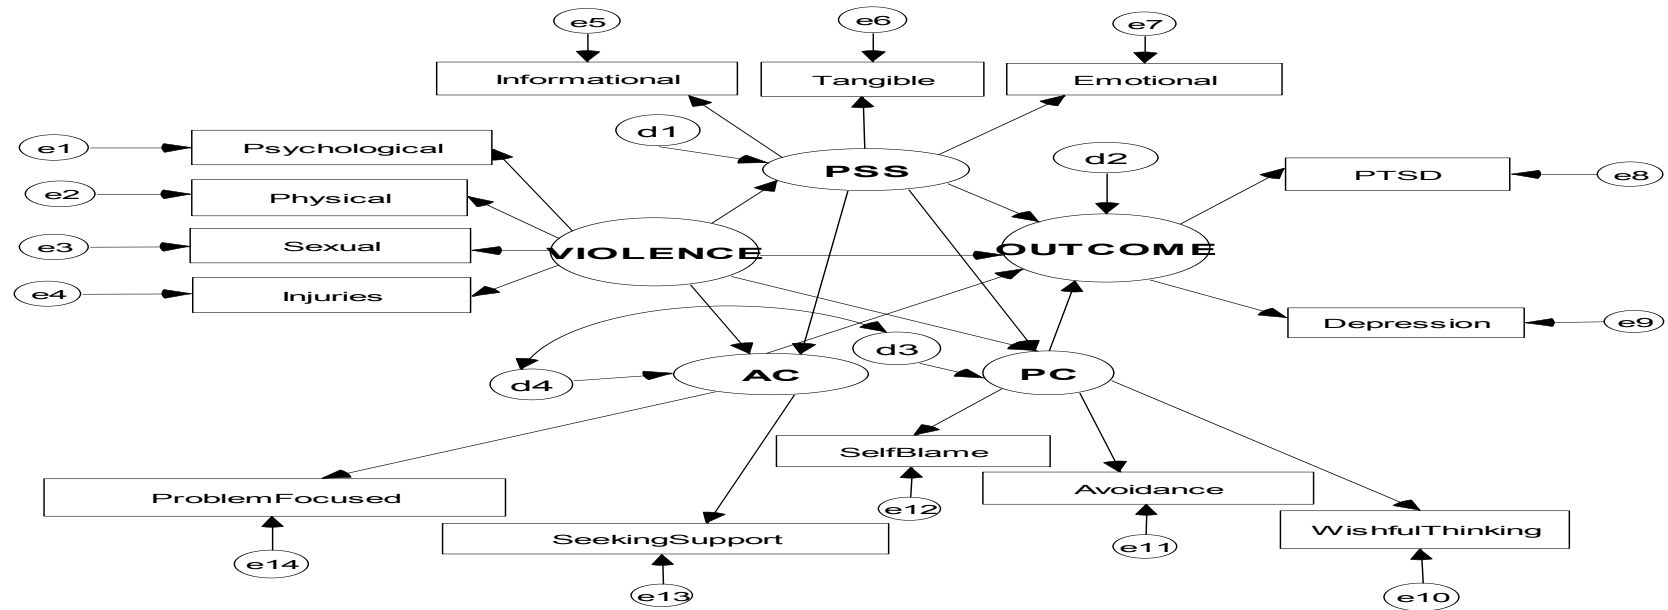 e5
e6
e7
Informational
Tangible
Emotional
d1
e1
Psychological
d2
PSS
PTSD
e8
e2
Physical
e3
Sexual
VIOLENCE
OUTCOME
e4
Injuries
Depression
e9
d3
d4
AC
PC
SelfBlame
ProblemFocused
Avoidance
e12
WishfulThinking
SeekingSupport
e11
e14
e13
e10